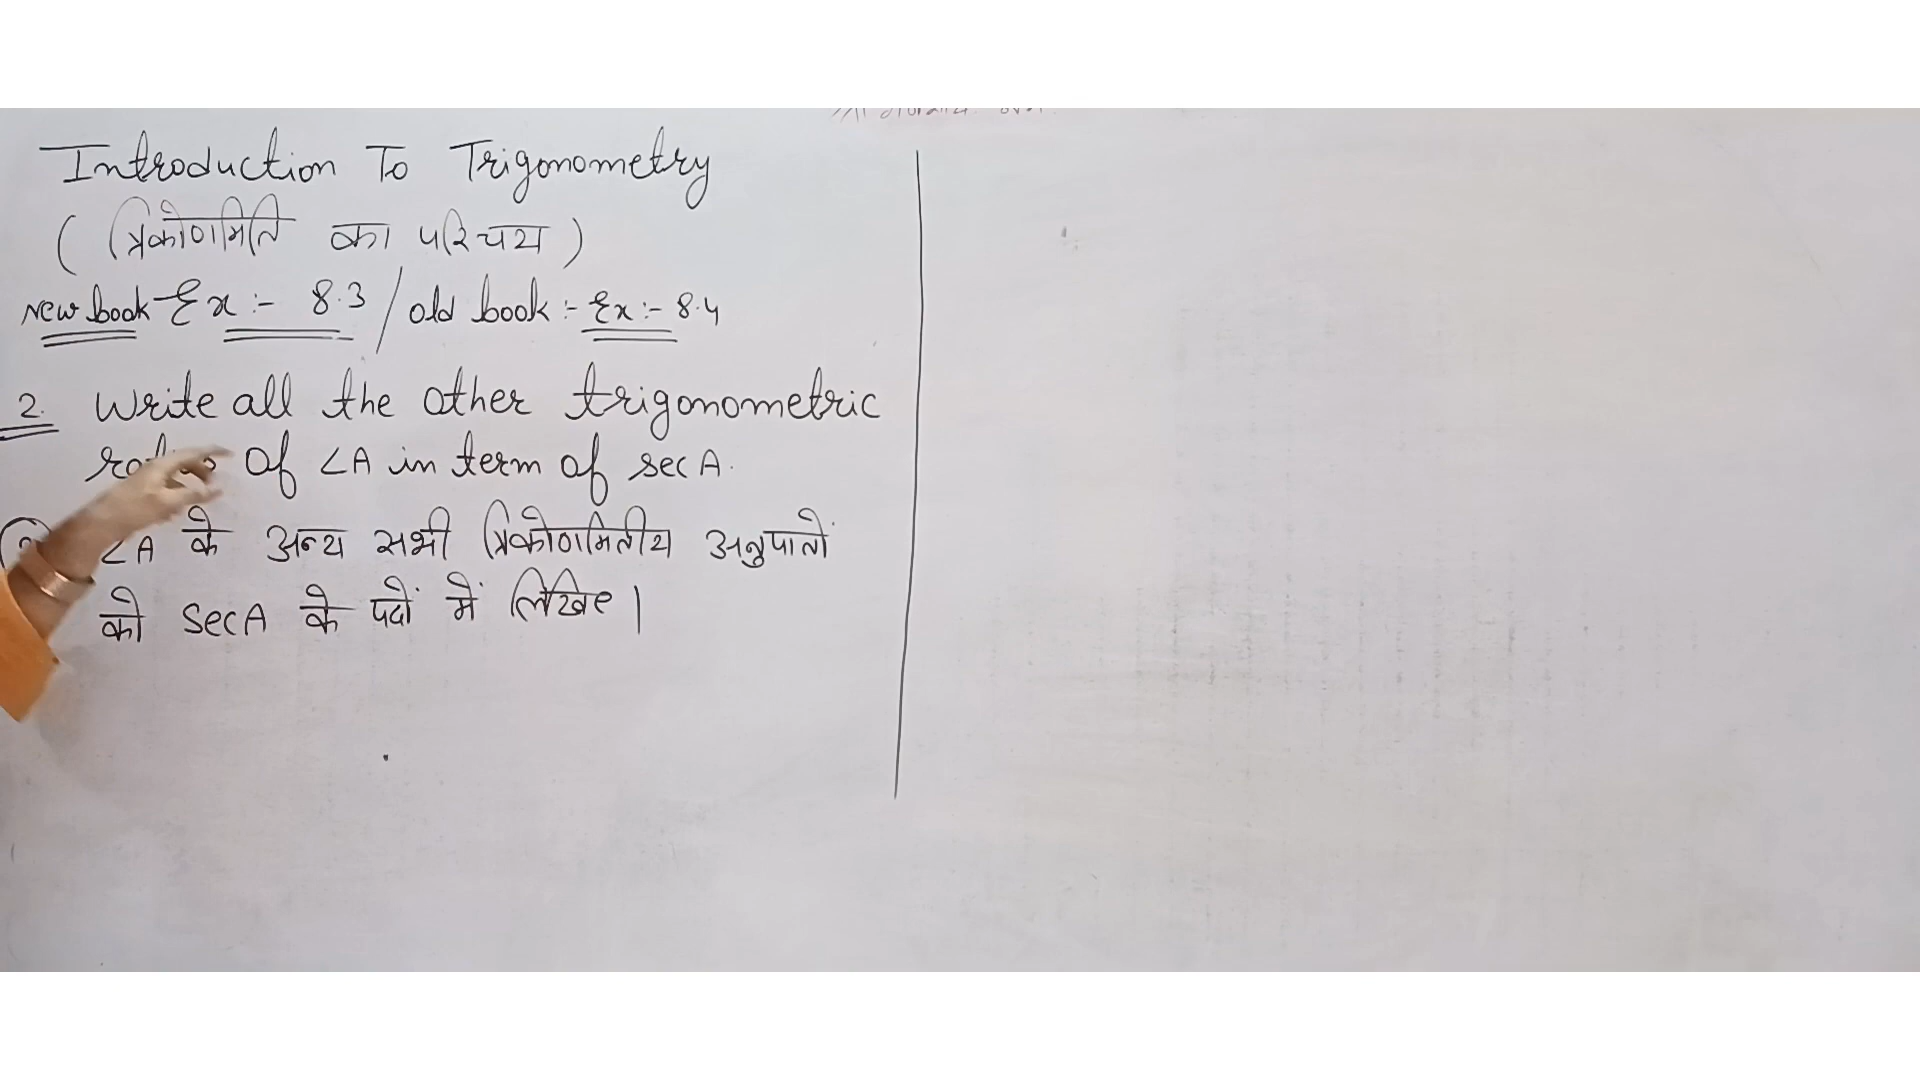 Introduction To Trigonometry
( त्रिकोणमिति का परिचय )
New book Ex :- 8.3 / old book :- Ex :- 8.4
2. Write all the other trigonometric
of ∠A in term of sec A.
∠A के अन्य सभी त्रिकोणमितीय अनुपातों
को sec A के पदों में लिखिए |